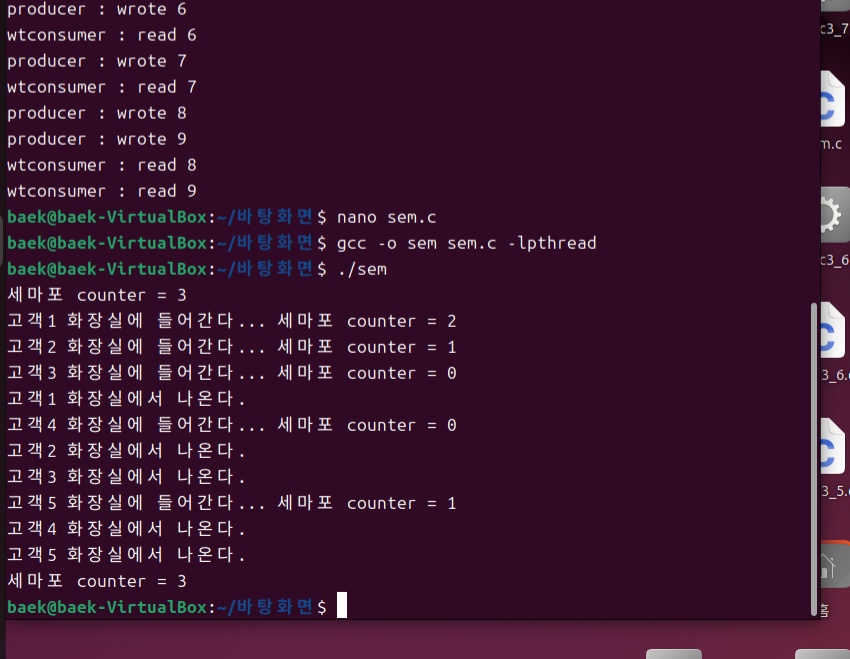 producer : wrote 6
wtconsumer : read 6
producer : wrote 7
wtconsumer : read 7
producer : wrote 8
producer : wrote 9
wtconsumer : read 8
wtconsumer : read 9
baek@baek-VirtualBox:~/바탕화면$ nano sem.c
baek@baek-VirtualBox:~/바탕화면$ gcc -o sem sem.c -lpthread
baek@baek-VirtualBox:~/바탕화면$ ./sem
세마포 counter = 3
고객1 화장실에 들어간다... 세마포 counter = 2
고객2 화장실에 들어간다... 세마포 counter = 1
고객3 화장실에 들어간다... 세마포 counter = 0
고객1 화장실에서 나온다.
고객4 화장실에 들어간다... 세마포 counter = 0
고객2 화장실에서 나온다.
고객3 화장실에서 나온다.
고객5 화장실에 들어간다... 세마포 counter = 1
고객4 화장실에서 나온다.
고객5 화장실에서 나온다.
세마포 counter = 3
baek@baek-VirtualBox:~/바탕화면$
c3_7
m.c
c3_6
3_6.
3_5.
홈